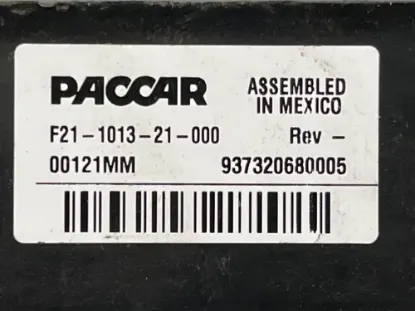 PACCAR
ASSEMBLED
IN MEXICO
F21-1013-21-000 Rev -
00121MM 937320680005